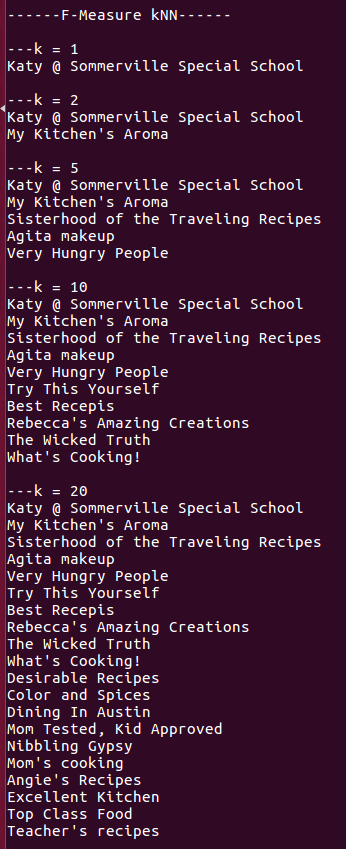 ------F-Measure kNN------
---k = 1
Katy @ Sommerville Special School
---k = 2
Katy @ Sommerville Special School
My Kitchen's Aroma
---k = 5
Katy @ Sommerville Special School
My Kitchen's Aroma
Sisterhood of the Traveling Recipes
Agita makeup
Very Hungry People
---k = 10
Katy @ Sommerville Special School
My Kitchen's Aroma
Sisterhood of the Traveling Recipes
Agita makeup
Very Hungry People
Try This Yourself
Best Recepis
Rebecca's Amazing Creations
The Wicked Truth
What's Cooking!
---k = 20
Katy @ Sommerville Special School
My Kitchen's Aroma
Sisterhood of the Traveling Recipes
Agita makeup
Very Hungry People
Try This Yourself
Best Recepis
Rebecca's Amazing Creations
The Wicked Truth
What's Cooking!
Desirable Recipes
Color and Spices
Dining In Austin
Mom Tested, Kid Approved
Nibbling Gypsy
Mom's cooking
Angie's Recipes
Excellent Kitchen
Top Class Food
Teacher's recipes